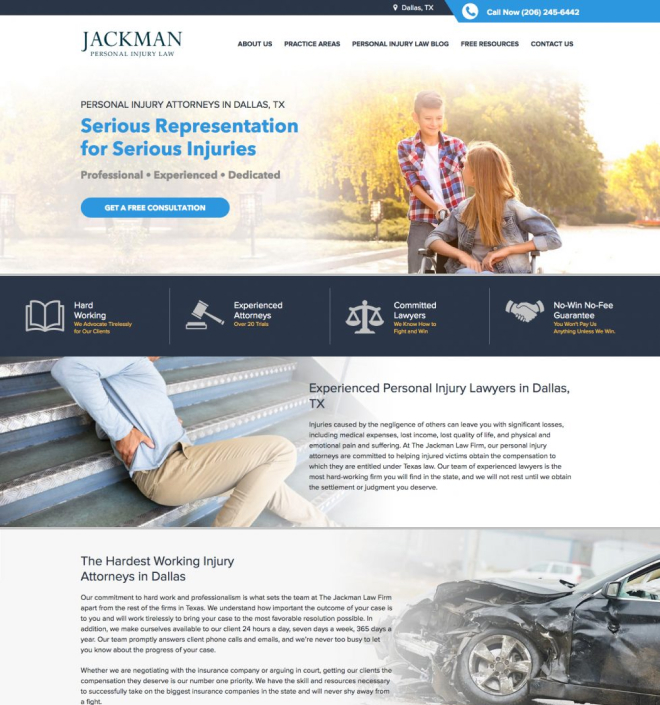 Dallas, TX
Call Now (206) 245-6442
JACKMAN
PERSONAL INJURY LAW
ABOUT US PRACTICE AREAS PERSONAL INJURY LAW BLOG FREE RESOURCES CONTACT US
PERSONAL INJURY ATTORNEYS IN DALLAS, TX
Serious Representation
for Serious Injuries
Professional • Experienced • Dedicated
GET A FREE CONSULTATION
Hard
Working
We Advocate Tirelessly
for Our Clients
Experienced
Attorneys
Over 20 Trials
Committed
Lawyers
We Know How to
Fight and Win
No-Win No-Fee
Guarantee
You Won't Pay Us
Anything Unless We Win.
Experienced Personal Injury Lawyers in Dallas,
TX
Injuries caused by the negligence of others can leave you with significant losses,
including medical expenses, lost income, lost quality of life, and physical and
emotional pain and suffering. At The Jackman Law Firm, our personal injury
attorneys are committed to helping injured victims obtain the compensation to
which they are entitled under Texas law. Our team of experienced lawyers is the
most hard-working firm you will find in the state, and we will not rest until we obtain
the settlement or judgment you deserve.
The Hardest Working Injury
Attorneys in Dallas
Our commitment to hard work and professionalism is what sets the team at The Jackman Law Firm
apart from the rest of the firms in Texas. We understand how important the outcome of your case is
to you and will work tirelessly to bring your case to the most favorable resolution possible. In
addition, we make ourselves available to our client 24 hours a day, seven days a week, 365 days a
year. Our team promptly answers client phone calls and emails, and we're never too busy to let
you know about the progress of your case.
Whether we are negotiating with the insurance company or arguing in court, getting our clients the
compensation they deserve is our number one priority. We have the skill and resources necessary
to successfully take on the biggest insurance companies in the state and will never shy away from
a fight.